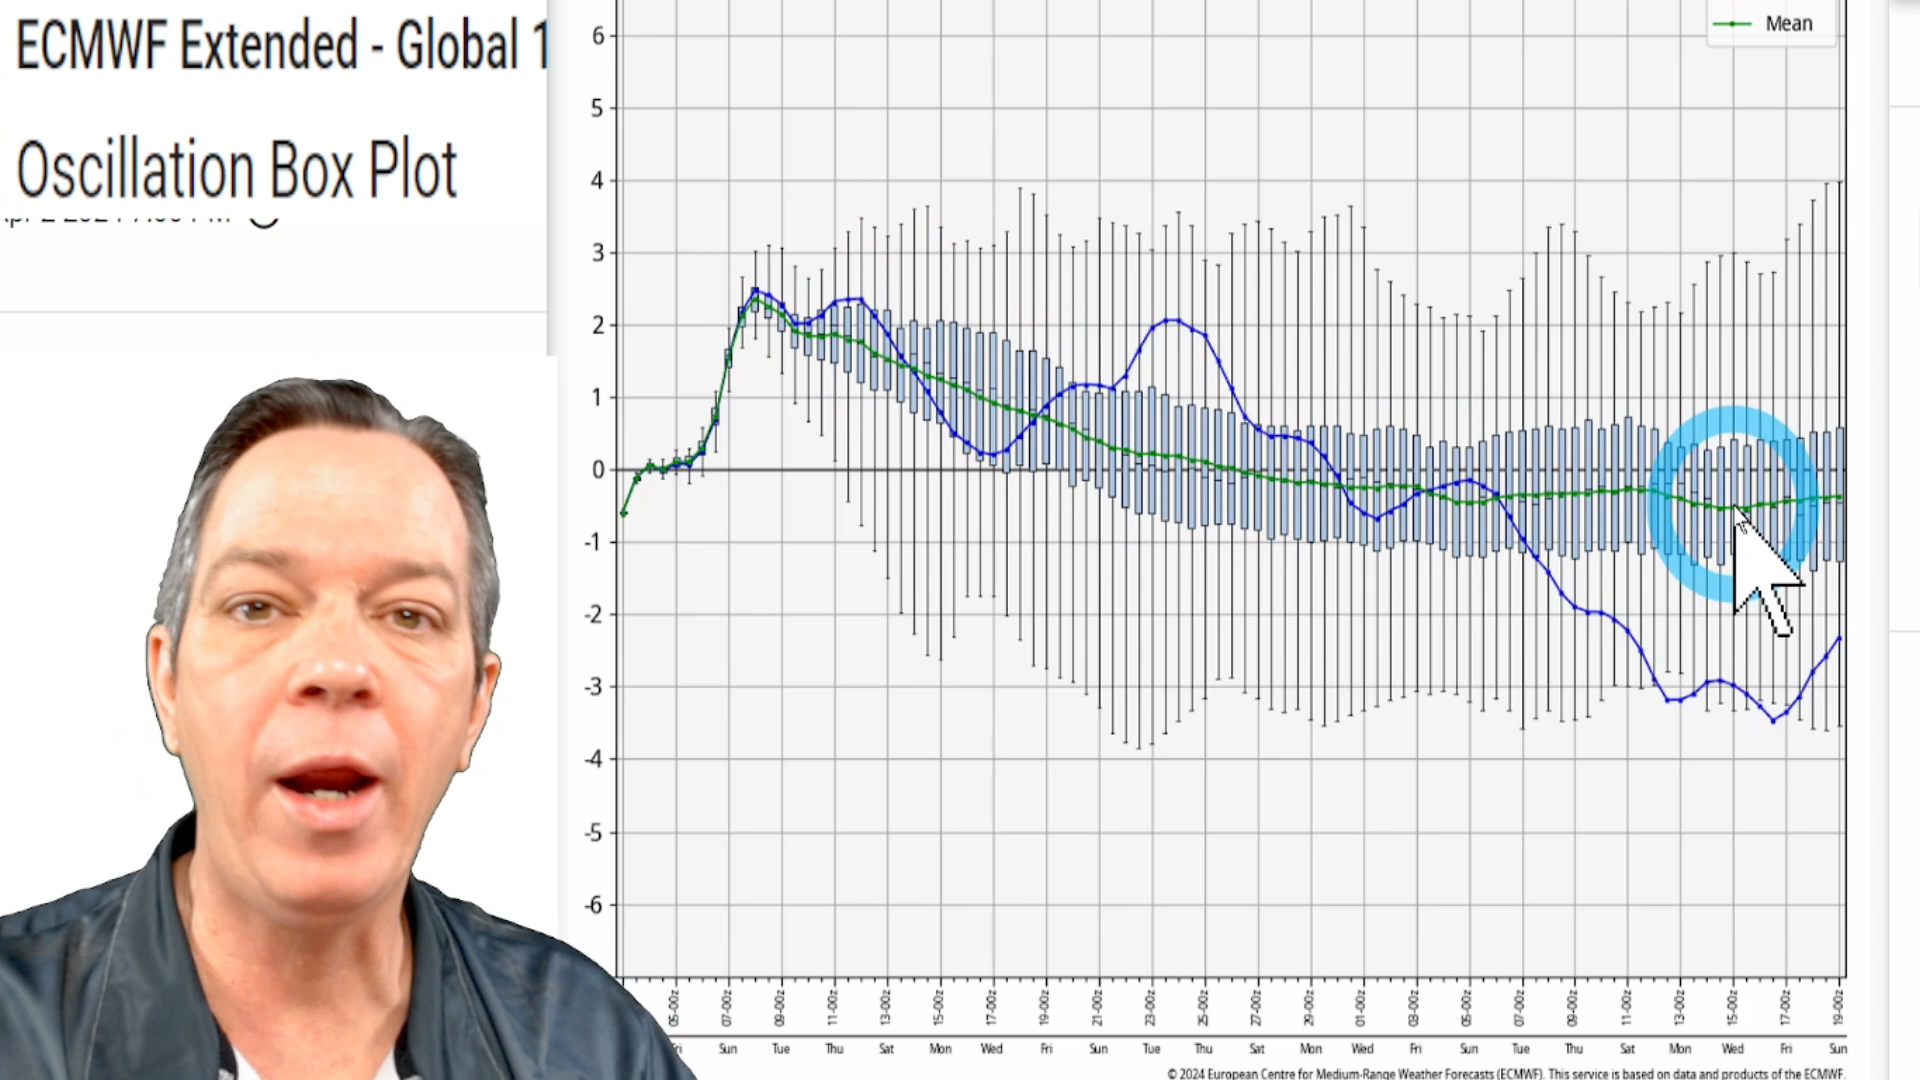 ECMWF Extended - Global 1
Oscillation Box Plot
Mean
6
5
4
3
2
1
0
-1
-2
-3
-4
-5
-6
05-00z 07-00z 09-00z 11-00z 13-00z 15-00z 17-00z 19-00z 21-00z 23-00z 25-00z 27-00z 29-00z 01-00z 03-00z 05-00z 07-00z 09-00z 11-00z 13-00z 15-00z 17-00z 19-00z
Sun Tue Thu Sat Mon Wed Fri Sun Tue Thu Sat Mon Wed Fri Sun Tue Thu Sat Mon Wed Fri Sun
© 2024 European Centre for Medium-Range Weather Forecasts (ECMWF). This service is based on data and products of the ECMWF.